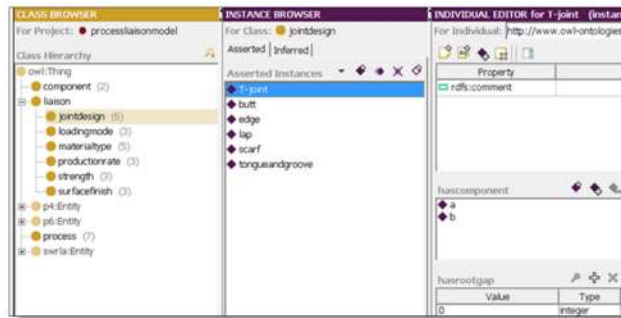 CLASS BROWSER
For Project: processliaisonmodel
Class Hierarchy
owl:Thing
component (2)
liaison
jointdesign (6)
loadingmode (3)
materialtype (5)
productionrate (3)
strength (3)
surfacefinish (3)
p4:Entity
p6:Entity
process (7)
swrla:Entity
INSTANCE BROWSER
For Class: jointdesign
Asserted Inferred
Asserted Instances
T-joint
butt
edge
lap
scarf
tongueandgroove
INDIVIDUAL EDITOR for T-joint (instan
For Individual: http://www.owl-ontologies
Property
rdfs:comment
hascomponent
a
b
hasrootgap
Value Type
0 integer